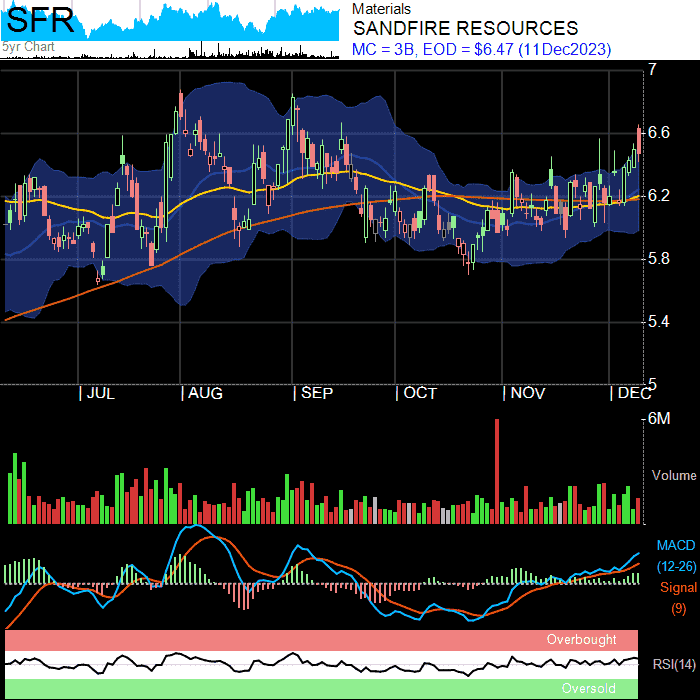 SFR
5yr Chart
Materials
SANDFIRE RESOURCES
MC = 3B, EOD = $6.47 (11Dec2023)
7
6.6
6.2
5.8
5.4
5
JUL AUG SEP OCT NOV DEC
6M
Volume
MACD
(12-26)
Signal
(9)
Overbought
RSI(14)
Oversold